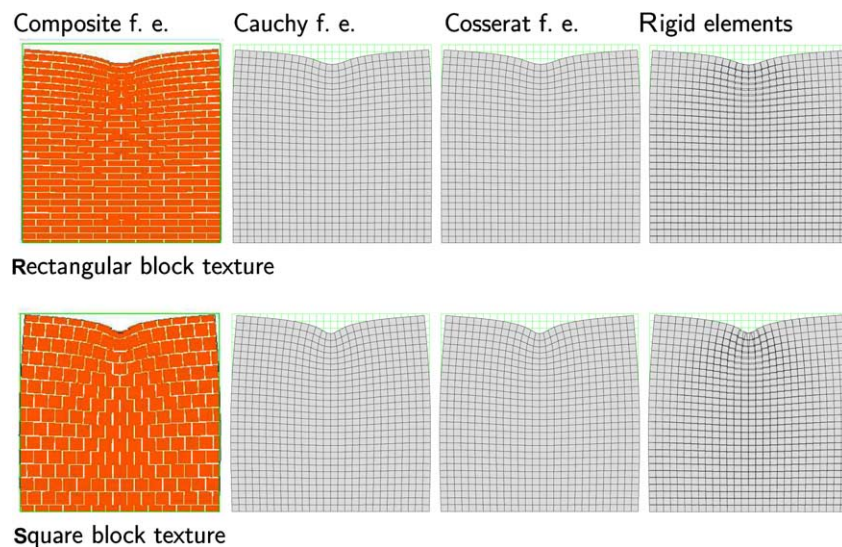 Composite f. e. Cauchy f. e. Cosserat f. e. Rigid elements
Rectangular block texture
Square block texture